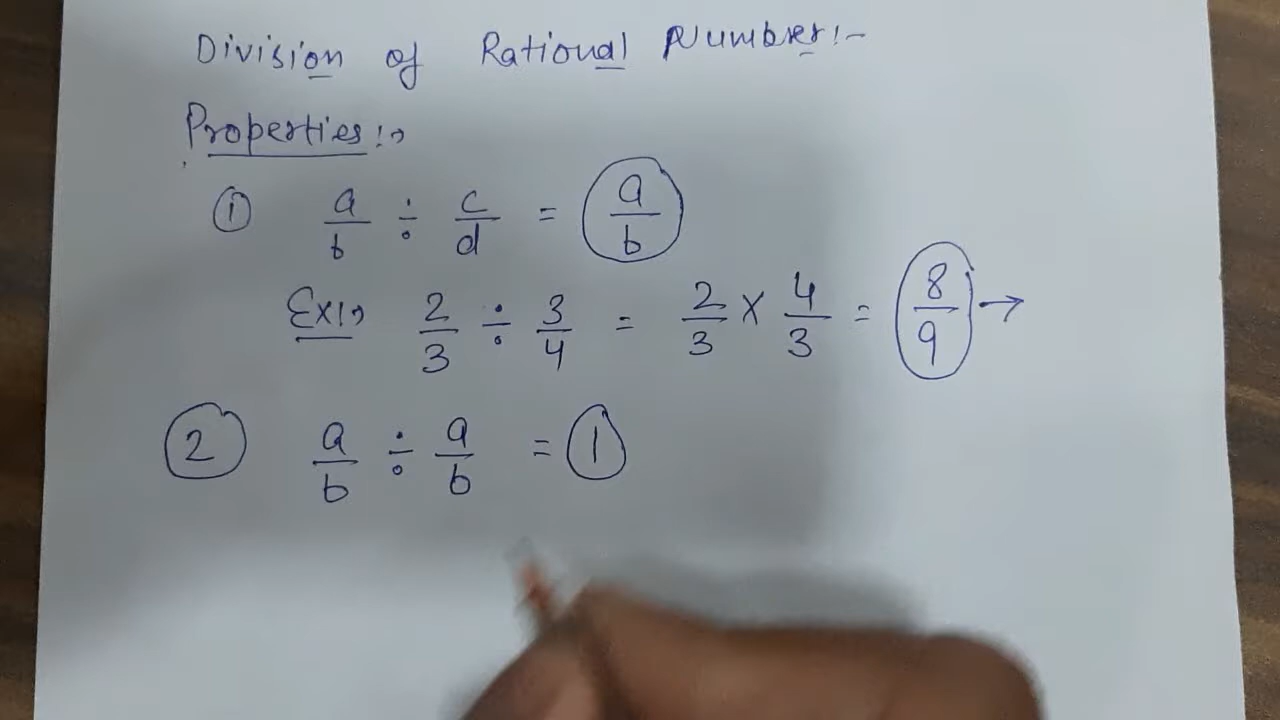 Division of Rational Number:-
Properties:→
① a/b ÷ c/d = a/b
Ex:→ 2/3 ÷ 3/4 = 2/3 × 4/3 = 8/9 →
② a/b ÷ a/b = 1